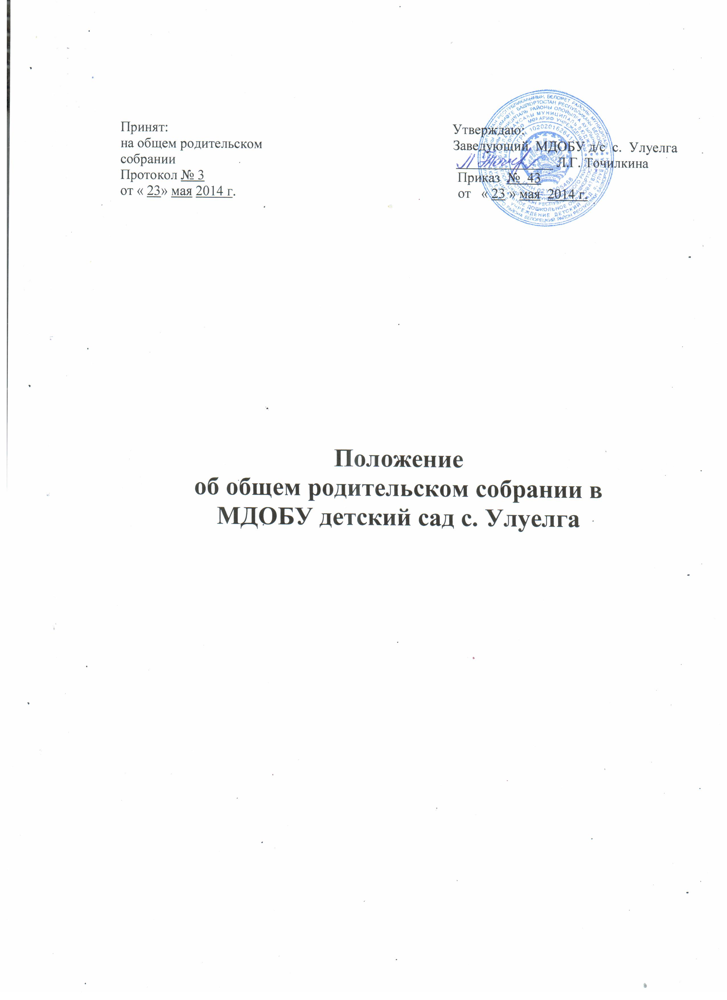 Принят:
на общем родительском
собрании
Протокол № 3
от « 23» мая 2014 г.
Утверждаю:
Заведующий МДОБУ д/с с. Улуелга
Л.Г. Точилкина
Приказ № 43
от « 23 » мая 2014 г.
Положение
об общем родительском собрании в
МДОБУ детский сад с. Улуелга